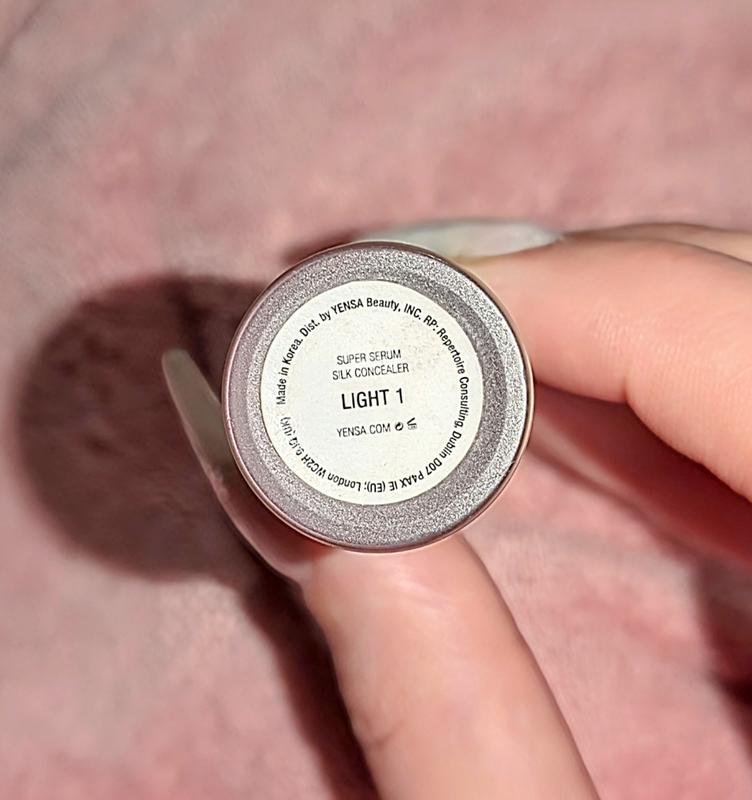 Made in Korea. Dist. by YENSA Beauty, INC. RP: Repertoire Consulting, Dublin D07 P4AX IE (EU); London WC2H 9JQ (UK)
SUPER SERUM
SILK CONCEALER
LIGHT 1
YENSA.COM